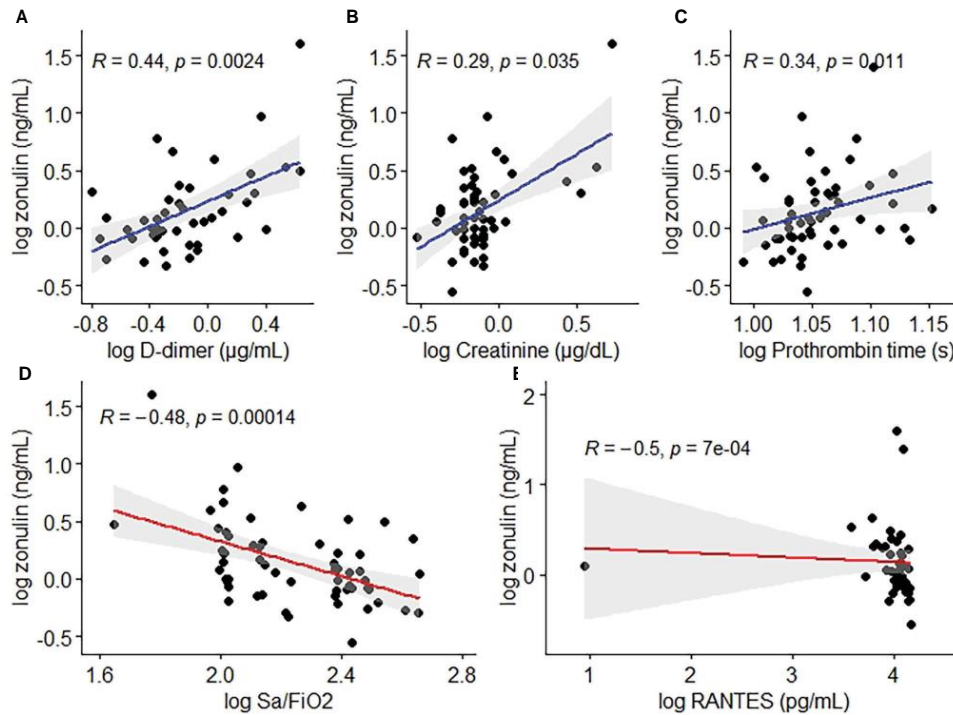 A
B
C
log zonulin (ng/mL)
1.5
1.0
0.5
0.0
-0.5
R = 0.44, p = 0.0024
-0.8
-0.4
0.0
0.4
log D-dimer (µg/mL)
log zonulin (ng/mL)
1.5
1.0
0.5
0.0
-0.5
R = 0.29, p = 0.035
-0.5
0.0
0.5
log Creatinine (µg/dL)
log zonulin (ng/mL)
1.5
1.0
0.5
0.0
-0.5
R = 0.34, p = 0.011
1.00
1.05
1.10
1.15
log Prothrombin time (s)
D
E
log zonulin (ng/mL)
1.5
1.0
0.5
0.0
-0.5
R = −0.48, p = 0.00014
1.6
2.0
2.4
2.8
log Sa/FiO2
log zonulin (ng/mL)
2
1
0
R = −0.5, p = 7e-04
1
2
3
4
log RANTES (pg/mL)